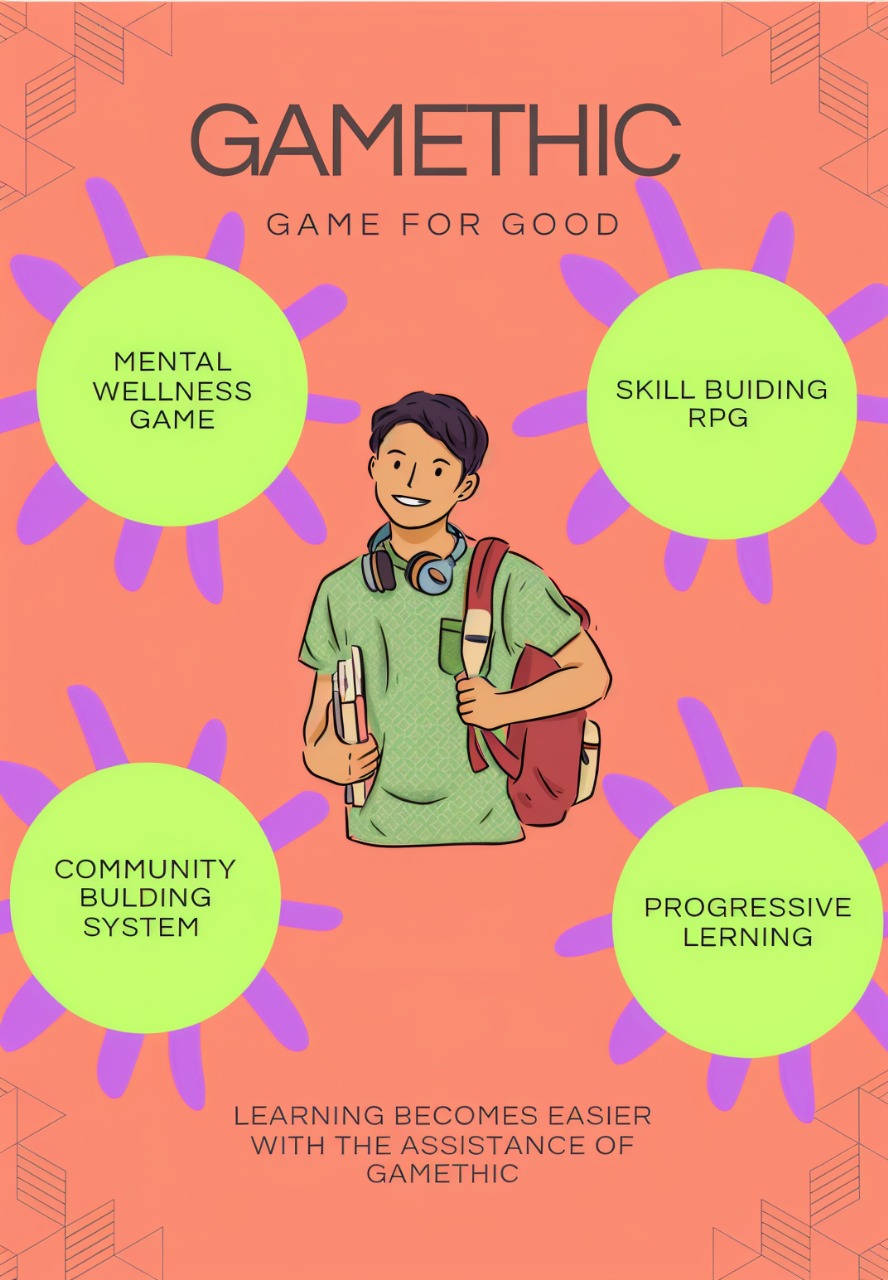 GAMETHIC
GAME FOR GOOD
MENTAL
WELLNESS
GAME
SKILL BUIDING
RPG
COMMUNITY
BULDING
SYSTEM
PROGRESSIVE
LERNING
LEARNING BECOMES EASIER
WITH THE ASSISTANCE OF
GAMETHIC